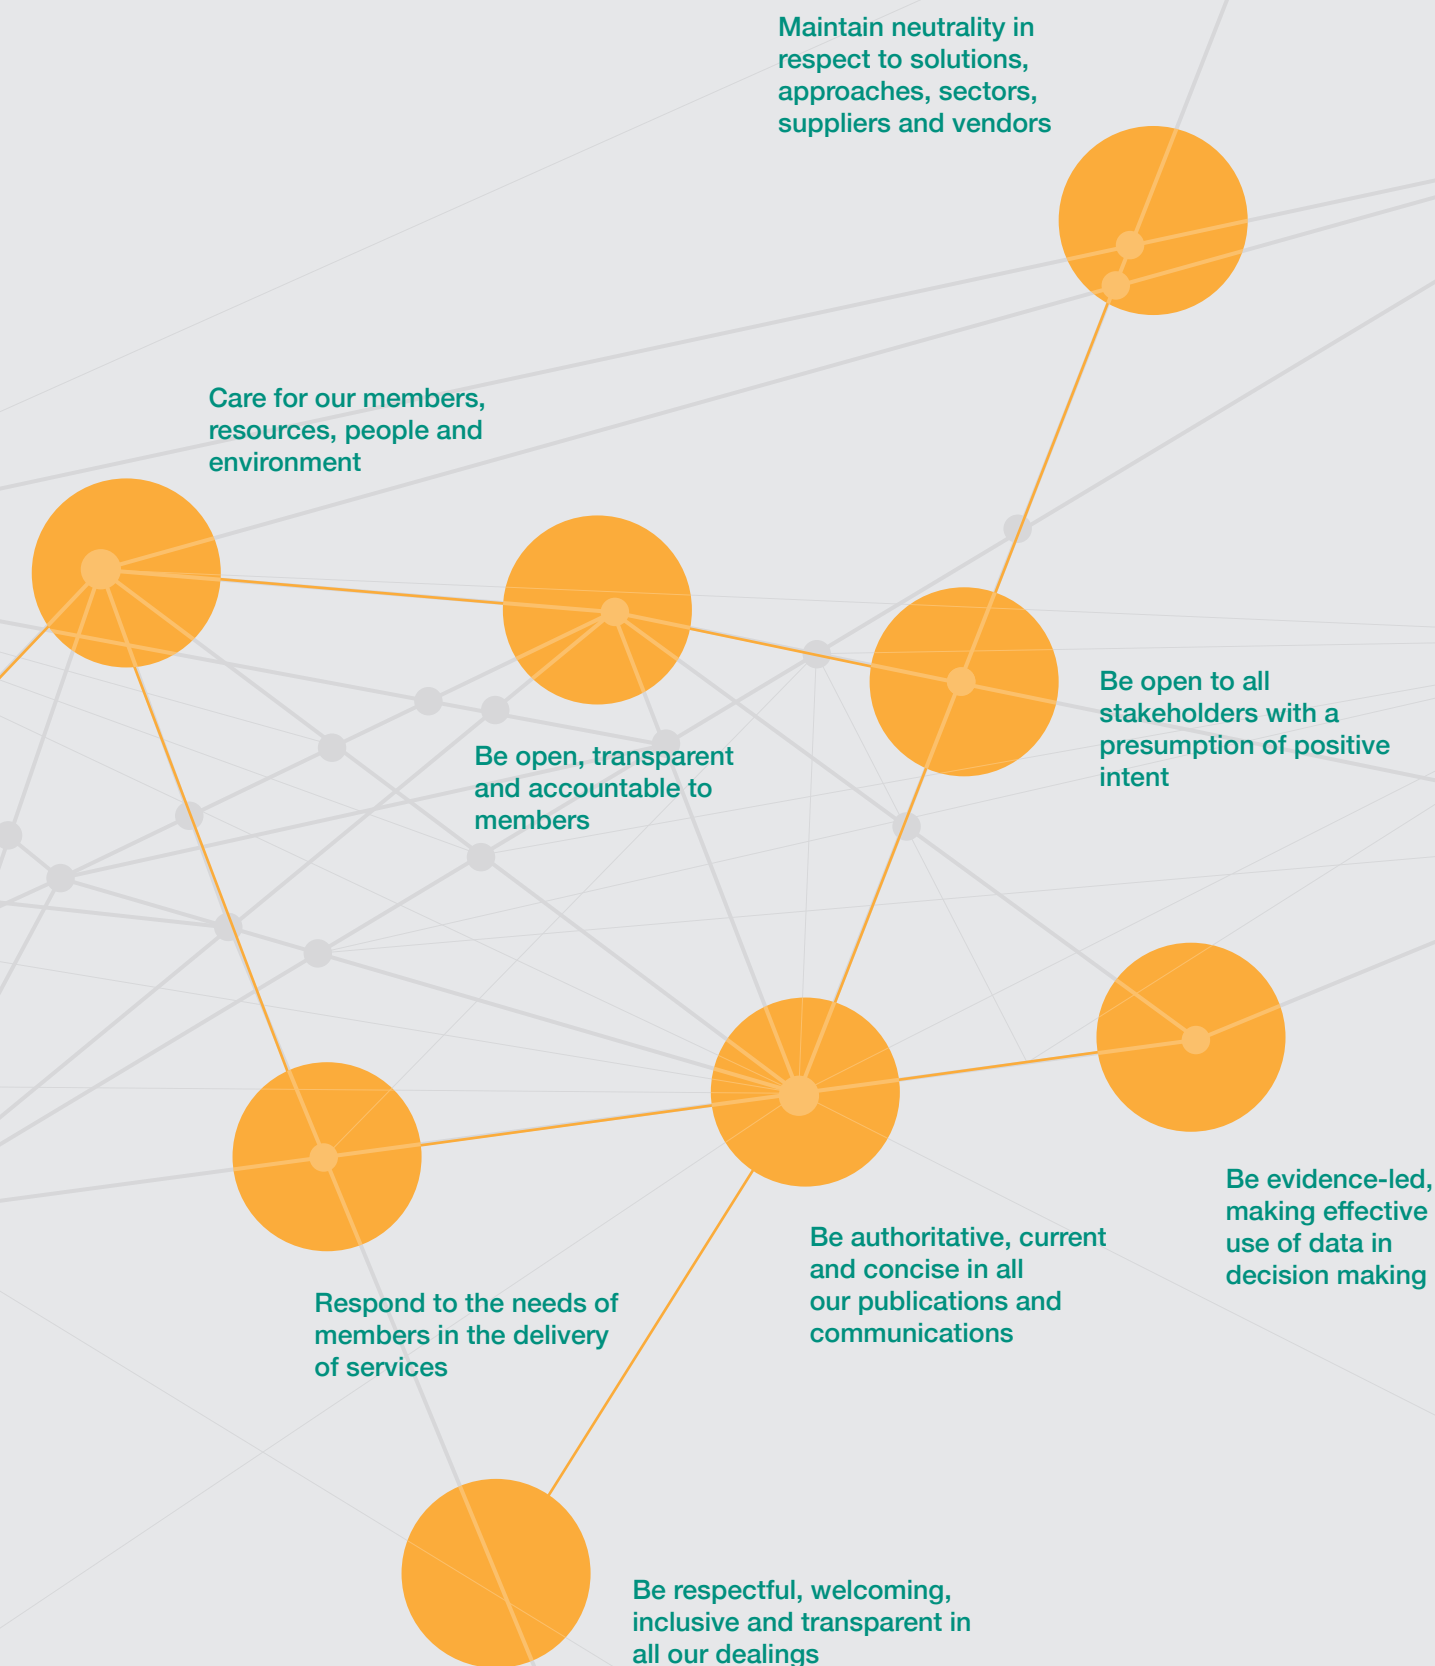 Maintain neutrality in
respect to solutions,
approaches, sectors,
suppliers and vendors
Care for our members,
resources, people and
environment
Be open to all
stakeholders with a
presumption of positive
intent
Be open, transparent
and accountable to
members
Be evidence-led,
making effective
use of data in
decision making
Be authoritative, current
and concise in all
our publications and
communications
Respond to the needs of
members in the delivery
of services
Be respectful, welcoming,
inclusive and transparent in
all our dealings